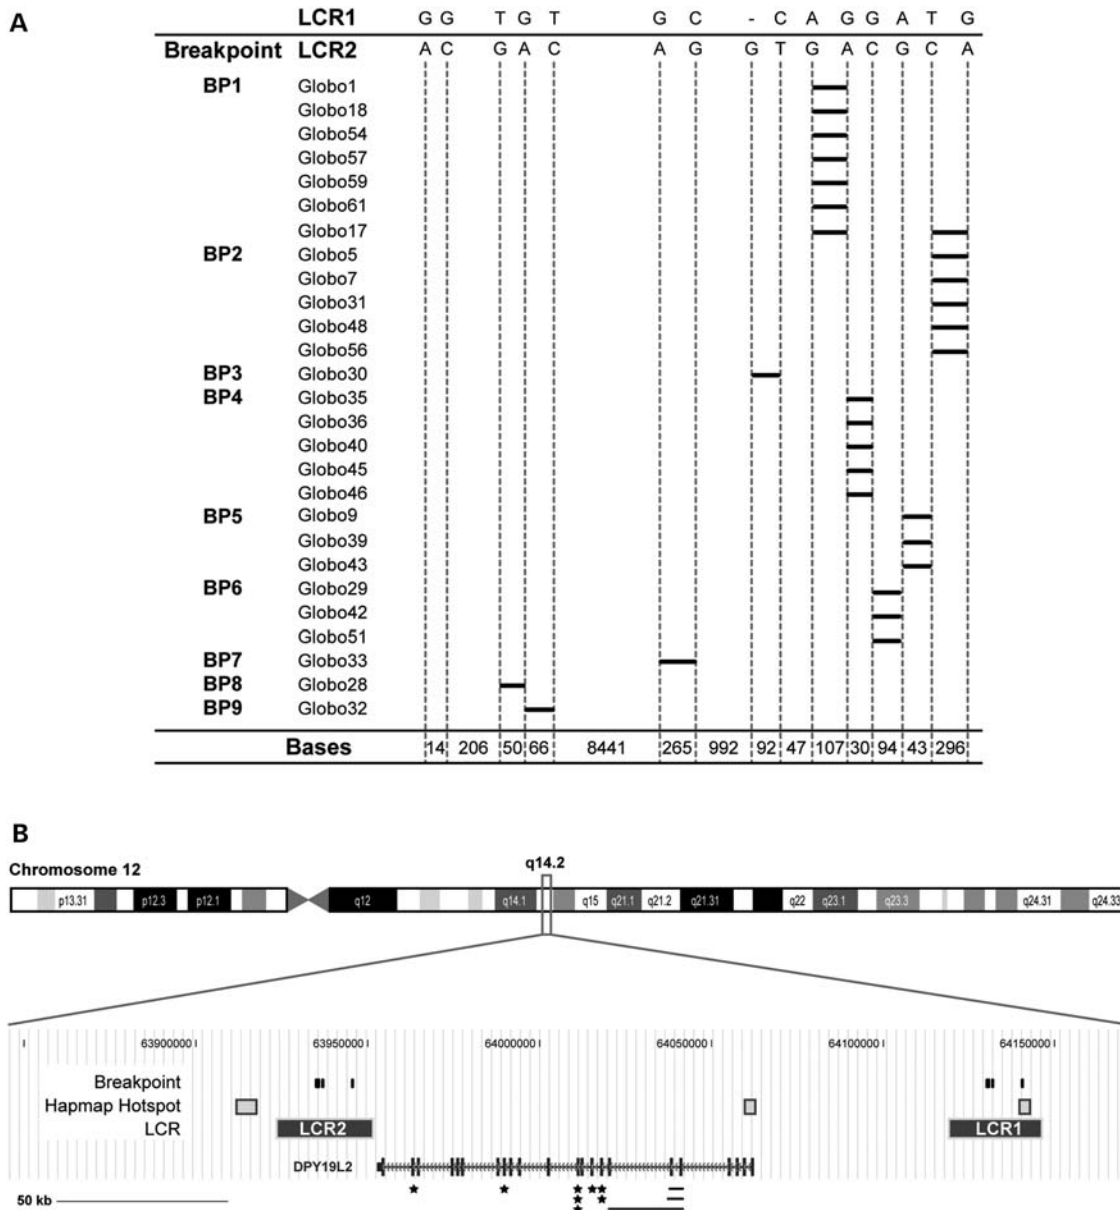 A
LCR1 G G T G T G C - C A G G A T G
Breakpoint LCR2 A C G A C A G G T G A C G C A
BP1 Globo1
Globo18
Globo54
Globo57
Globo59
Globo61
Globo17
BP2 Globo5
Globo7
Globo31
Globo48
Globo56
BP3 Globo30
BP4 Globo35
Globo36
Globo40
Globo45
Globo46
BP5 Globo9
Globo39
Globo43
BP6 Globo29
Globo42
Globo51
BP7 Globo33
BP8 Globo28
BP9 Globo32
Bases 14 206 50 66 8441 265 992 92 47 107 30 94 43 296
B
Chromosome 12 q14.2
p13.31 p12.3 p12.1 q12 q14.1 q15 q21.1 q21.2 q21.31 q22 q23.1 q23.3 q24.31 q24.33
63900000 63950000 64000000 64050000 64100000 64150000
Breakpoint
Hapmap Hotspot
LCR LCR2 LCR1
DPY19L2
50 kb